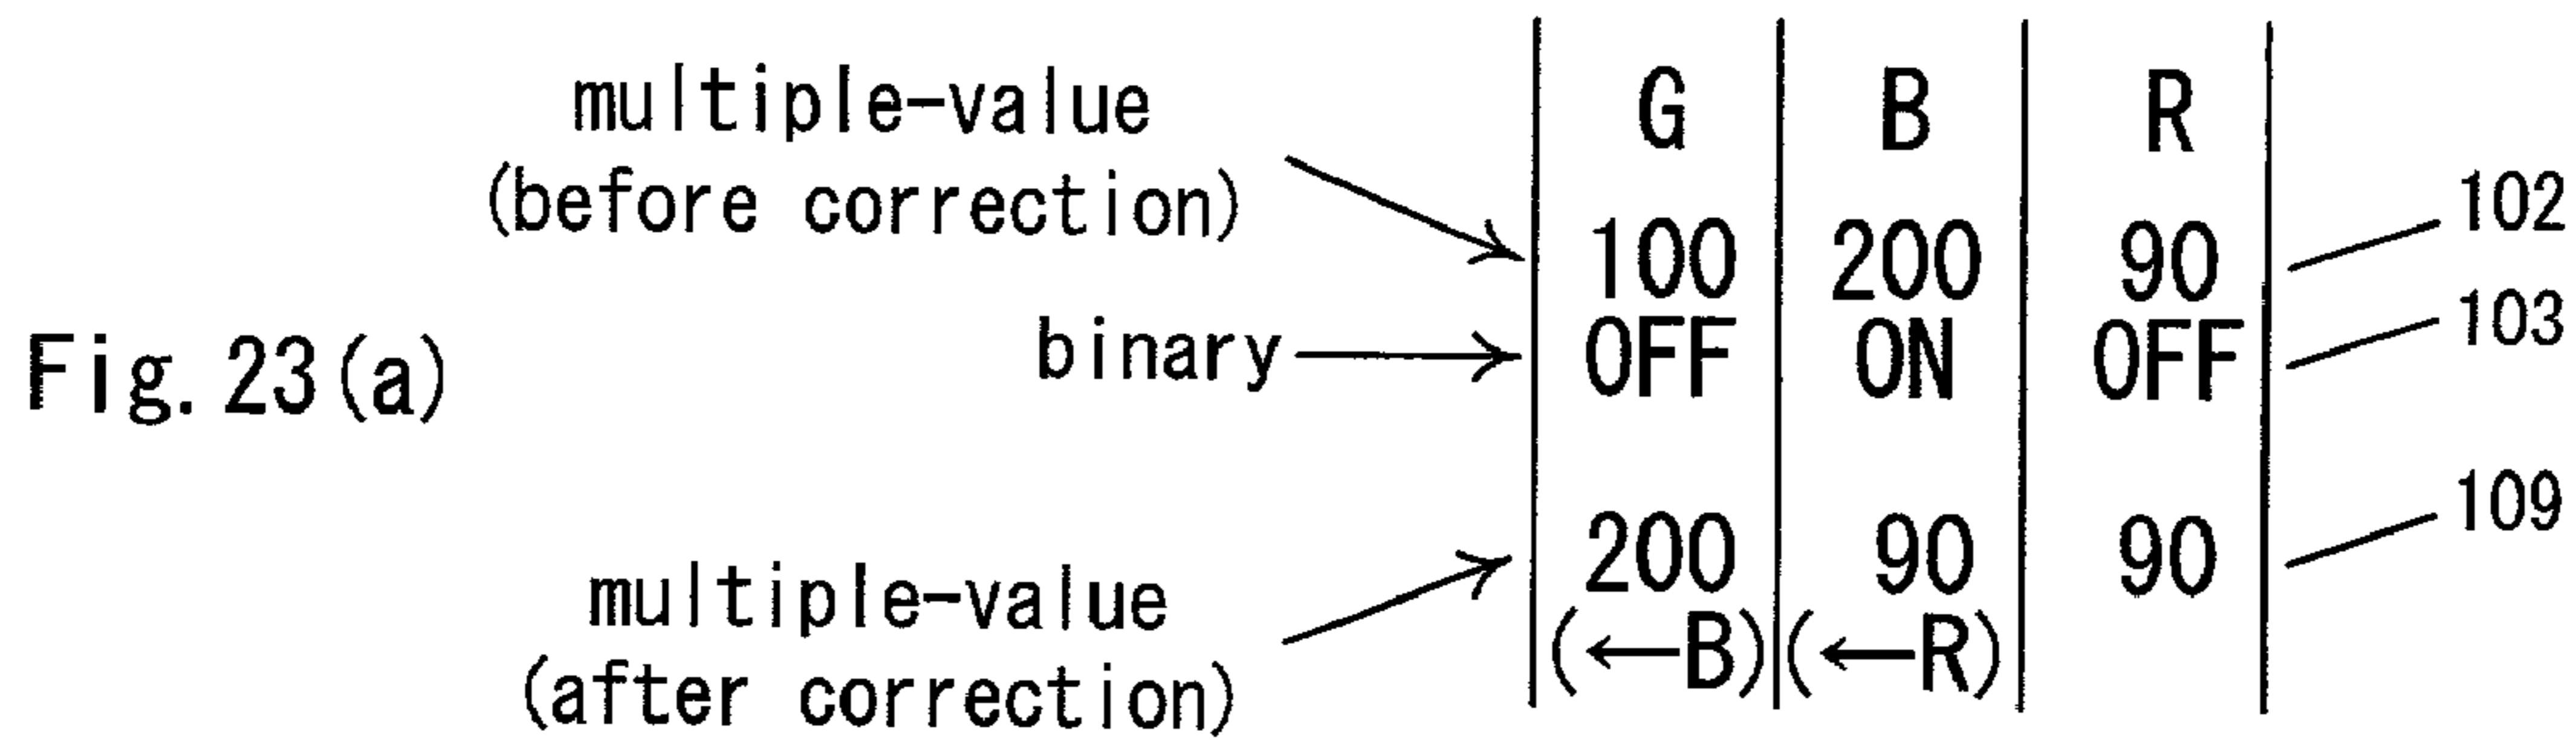 G B R
multiple-value
(before correction)
100 200 90
102
binary
OFF ON OFF
103
Fig.23(a)
multiple-value
(after correction)
200 90 90
109
(←B) (←R)